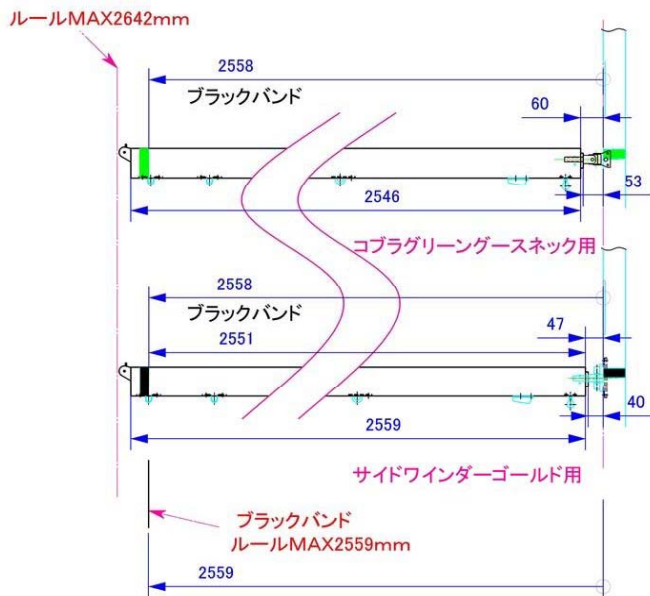 ルールMAX2642mm
2558
ブラックバンド
60
53
2546
コブラグリーングースネック用
2558
ブラックバンド
47
2551
40
2559
サイドワインダーゴールド用
ブラックバンド
ルールMAX2559mm
2559